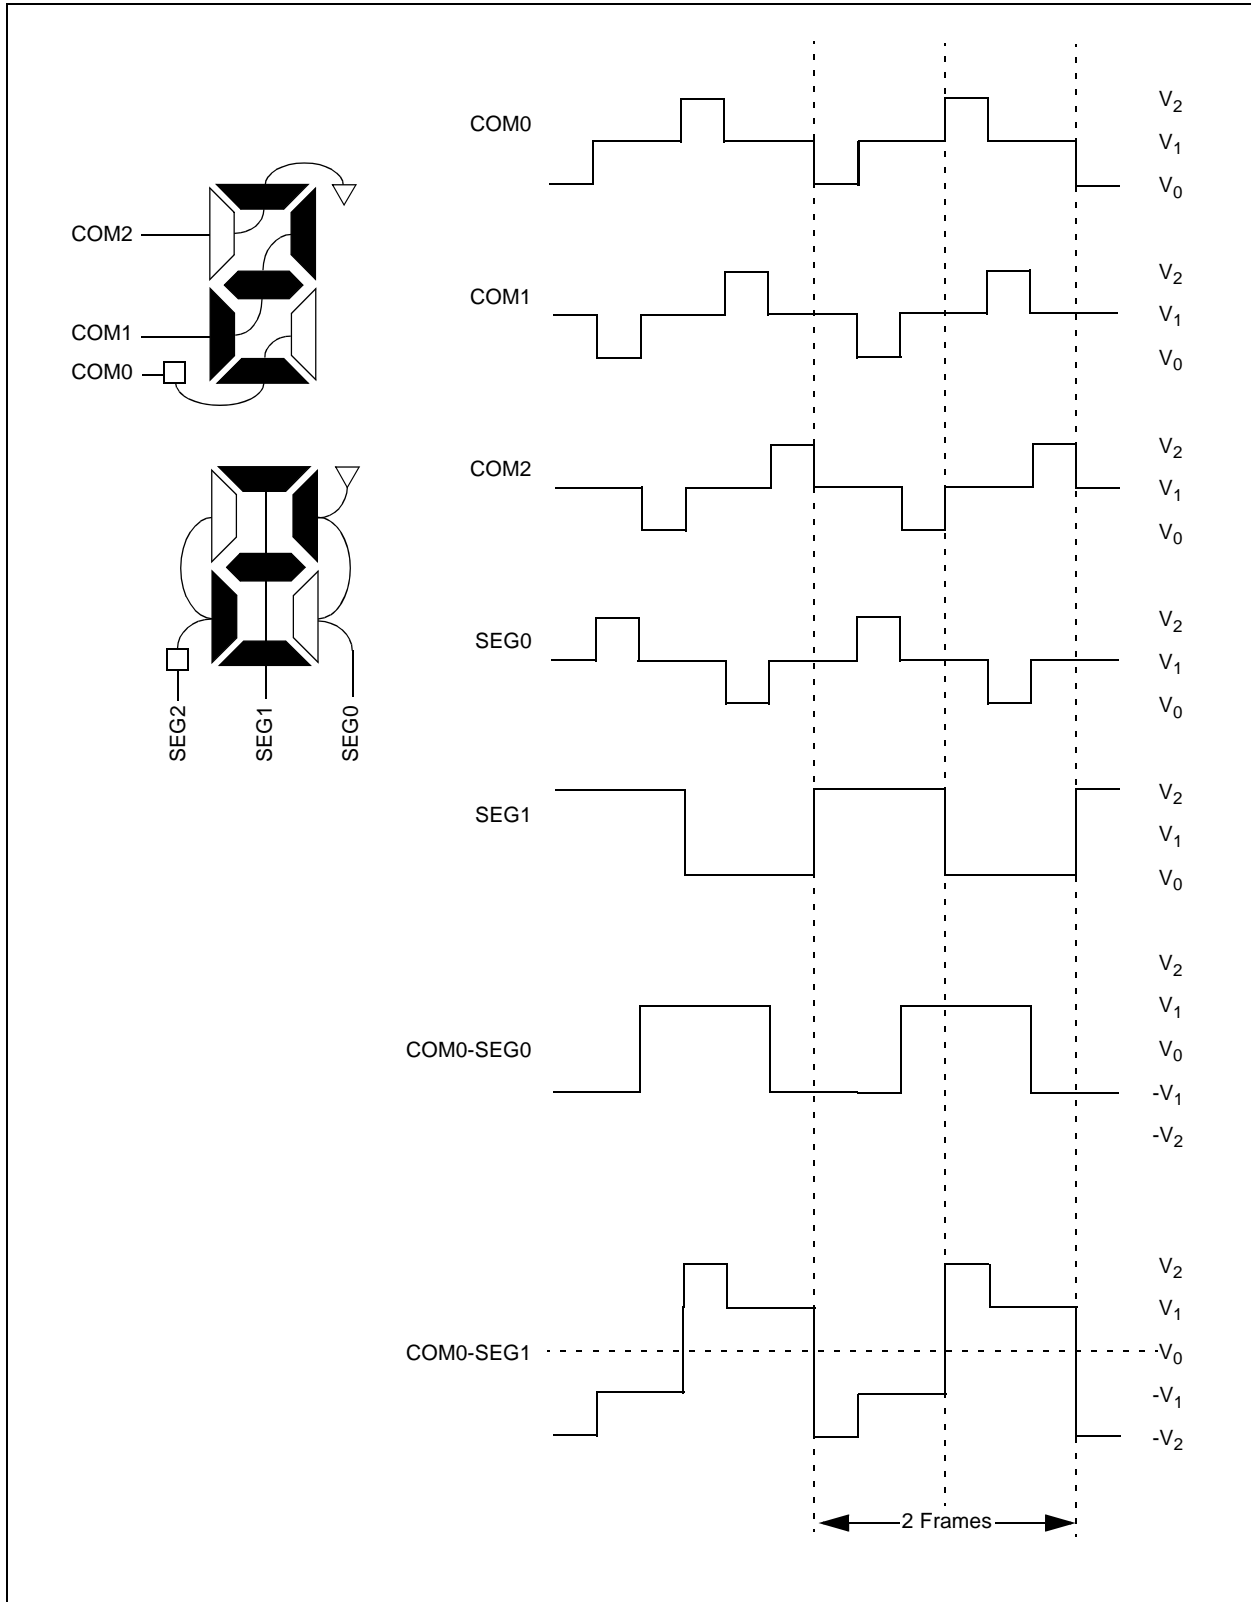 COM0
V2
V1
V0
COM2
COM1
COM0
COM1
V2
V1
V0
COM2
V2
V1
V0
SEG0
V2
V1
V0
SEG2
SEG1
SEG0
SEG1
V2
V1
V0
COM0-SEG0
V2
V1
V0
-V1
-V2
COM0-SEG1
V2
V1
V0
-V1
-V2
2 Frames